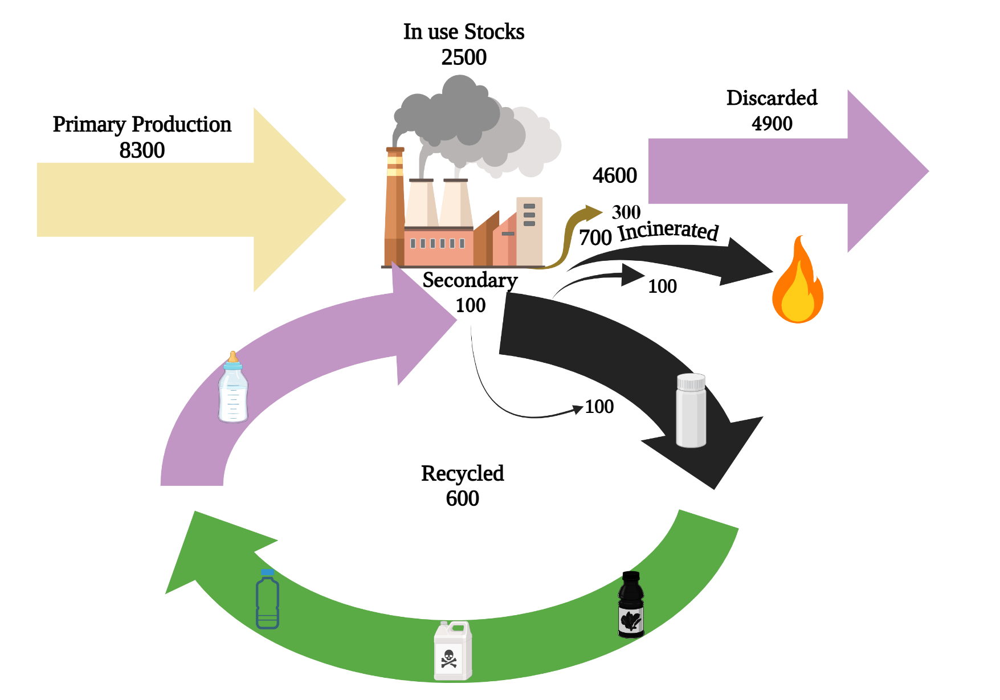 In use Stocks
2500
Primary Production
8300
Discarded
4900
4600
300
700 Incinerated
100
Secondary
100
100
Recycled
600